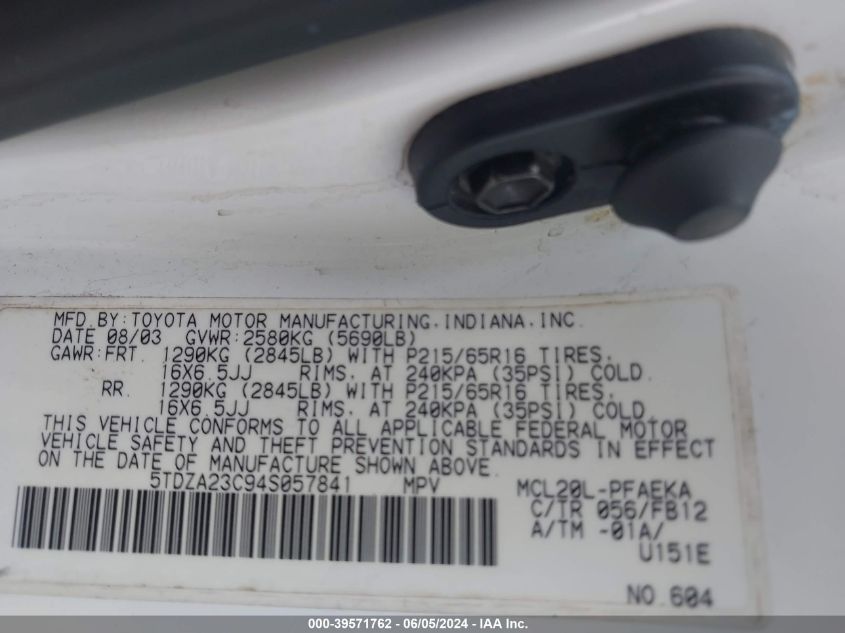 MFD.BY:TOYOTA MOTOR MANUFACTURING,INDIANA,INC.
DATE 08/03 GVWR:2580KG (5690LB)
GAWR:FRT. 1290KG (2845LB) WITH P215/65R16 TIRES,
16X6.5JJ RIMS, AT 240KPA (35PSI) COLD.
RR. 1290KG (2845LB) WITH P215/65R16 TIRES,
16X6.5JJ RIMS, AT 240KPA (35PSI) COLD.
THIS VEHICLE CONFORMS TO ALL APPLICABLE FEDERAL MOTOR
VEHICLE SAFETY AND THEFT PREVENTION STANDARDS IN EFFECT
ON THE DATE OF MANUFACTURE SHOWN ABOVE.
5TDZA23C94S057841 MPV
MCL20L-PFAEKA
C/TR 056/FB12
A/TM -01A/
U151E
NO.604
000-39571762 - 06/05/2024 - IAAI Inc.